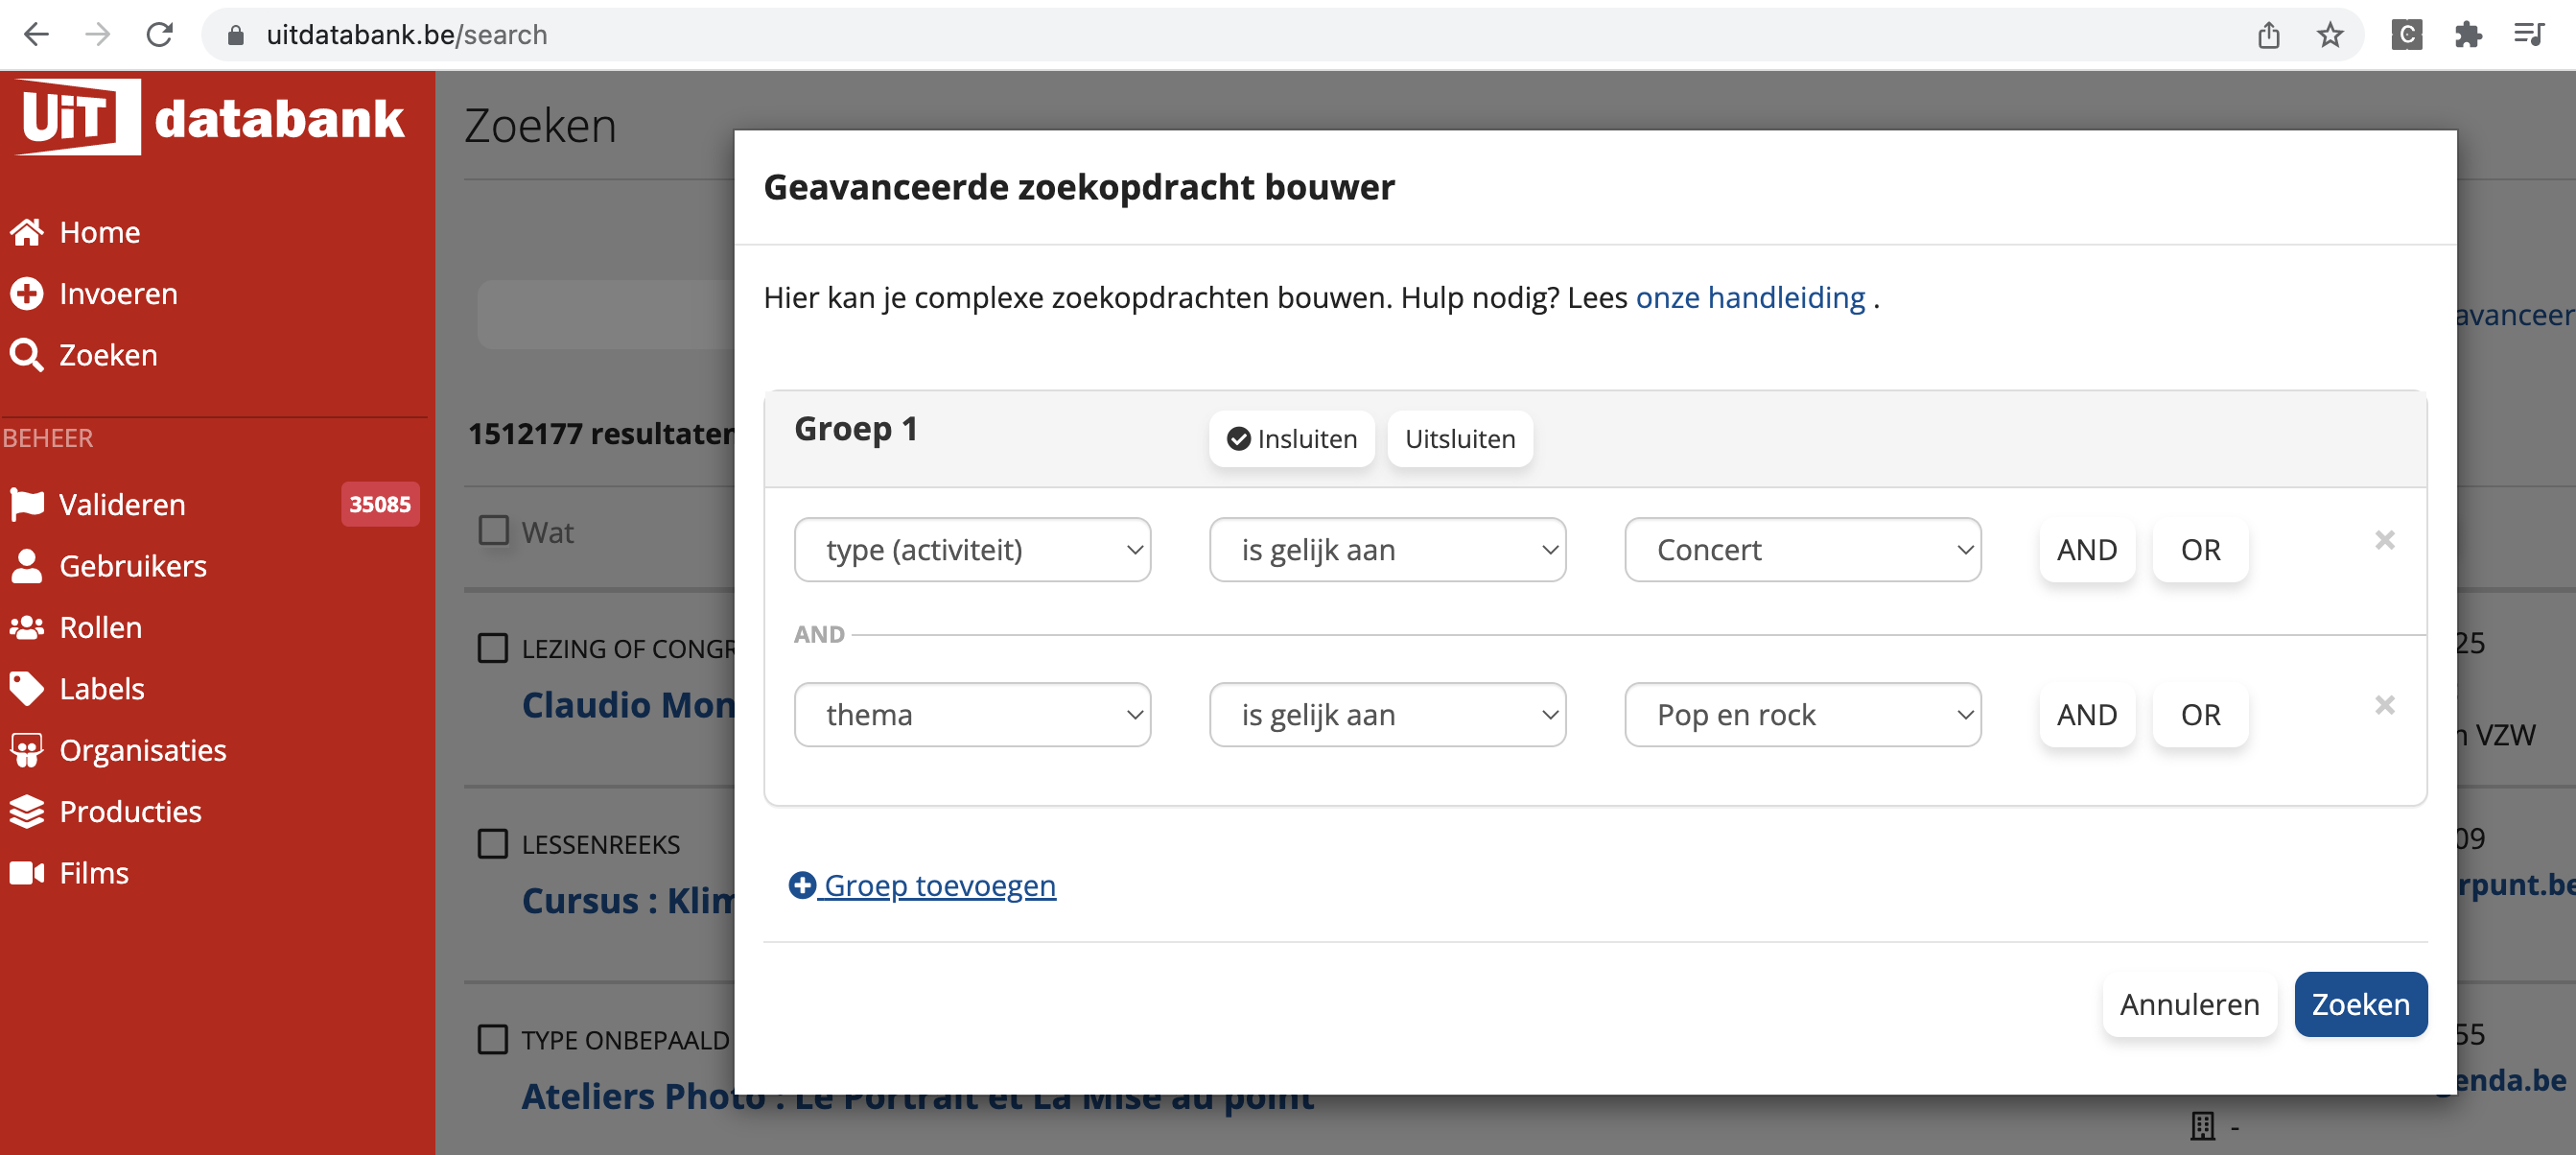 uitdatabank.be/search
C
UiT databank
Home
Invoeren
Zoeken
BEHEER
Valideren 35085
Gebruikers
Rollen
Labels
Organisaties
Producties
Films
Zoeken
1512177 resultaten
Wat
LEZING OF CONGR
Claudio Mon
LESSENREEKS
Cursus : Klim
TYPE ONBEPAALD
Ateliers Photo : Le Portrait et La Mise au point
Geavanceerde zoekopdracht bouwer
Hier kan je complexe zoekopdrachten bouwen. Hulp nodig? Lees onze handleiding .
Groep 1 Insluiten Uitsluiten
type (activiteit) is gelijk aan Concert AND OR ×
AND
thema is gelijk aan Pop en rock AND OR ×
Groep toevoegen
Annuleren Zoeken
avanceer
25
VZW
09
rpunt.be
55
enda.be
-